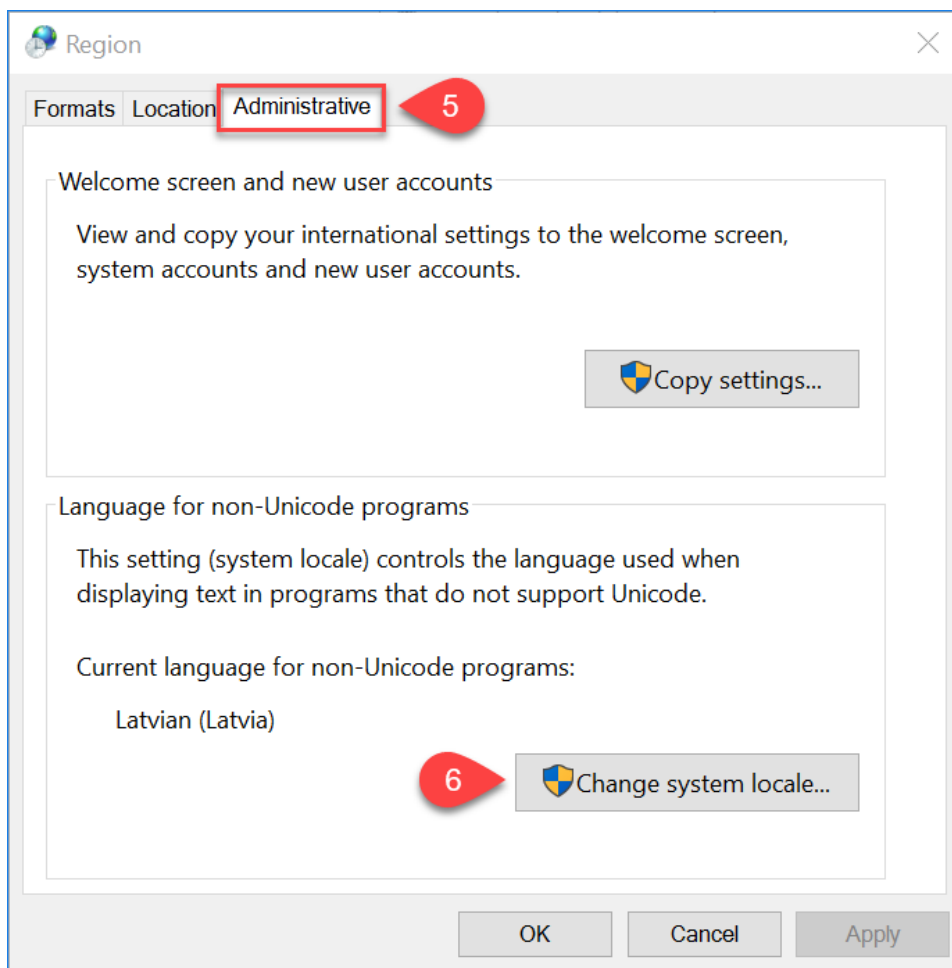 Region
Formats Location Administrative 5
Welcome screen and new user accounts
View and copy your international settings to the welcome screen,
system accounts and new user accounts.
Copy settings...
Language for non-Unicode programs
This setting (system locale) controls the language used when
displaying text in programs that do not support Unicode.
Current language for non-Unicode programs:
Latvian (Latvia)
6 Change system locale...
OK Cancel Apply